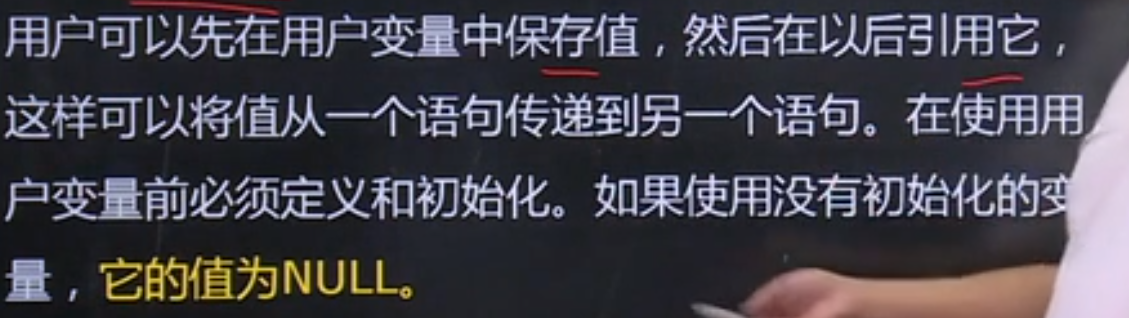 用户可以先在用户变量中保存值，然后在以后引用它，
这样可以将值从一个语句传递到另一个语句。在使用用
户变量前必须定义和初始化。如果使用没有初始化的变
量，它的值为NULL。